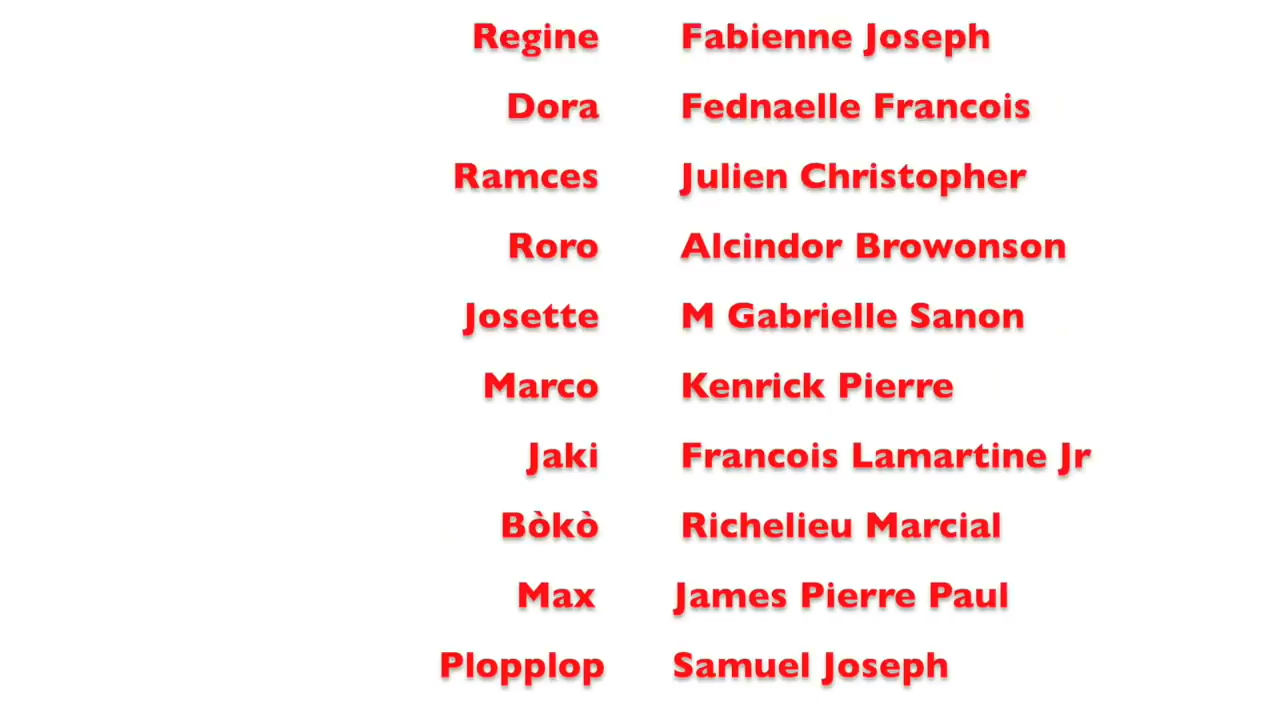 Regine Fabienne Joseph
Dora Fednaelle Francois
Ramces Julien Christopher
Roro Alcindor Browonson
Josette M Gabrielle Sanon
Marco Kenrick Pierre
Jaki Francois Lamartine Jr
Bòkò Richelieu Marcial
Max James Pierre Paul
Plopplop Samuel Joseph